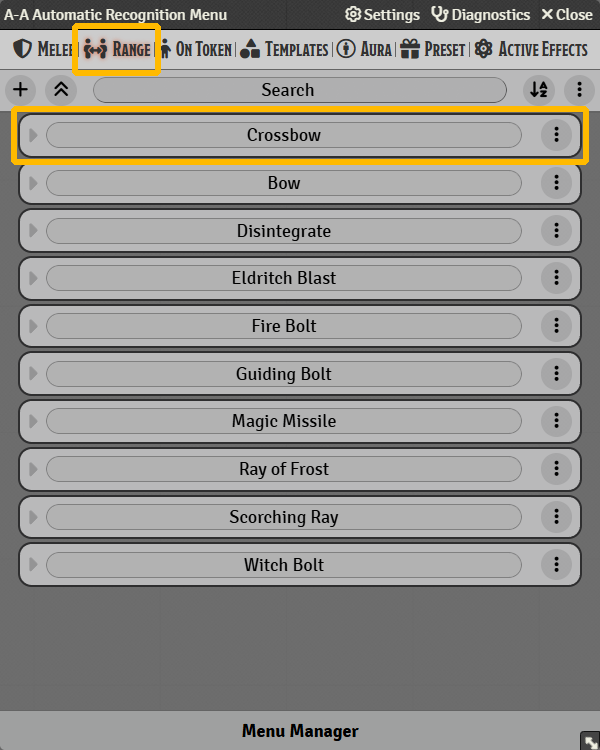 A-A Automatic Recognition Menu Settings Diagnostics Close
MELEE RANGE ON TOKEN TEMPLATES AURA PRESET ACTIVE EFFECTS
Search
Crossbow
Bow
Disintegrate
Eldritch Blast
Fire Bolt
Guiding Bolt
Magic Missile
Ray of Frost
Scorching Ray
Witch Bolt
Menu Manager